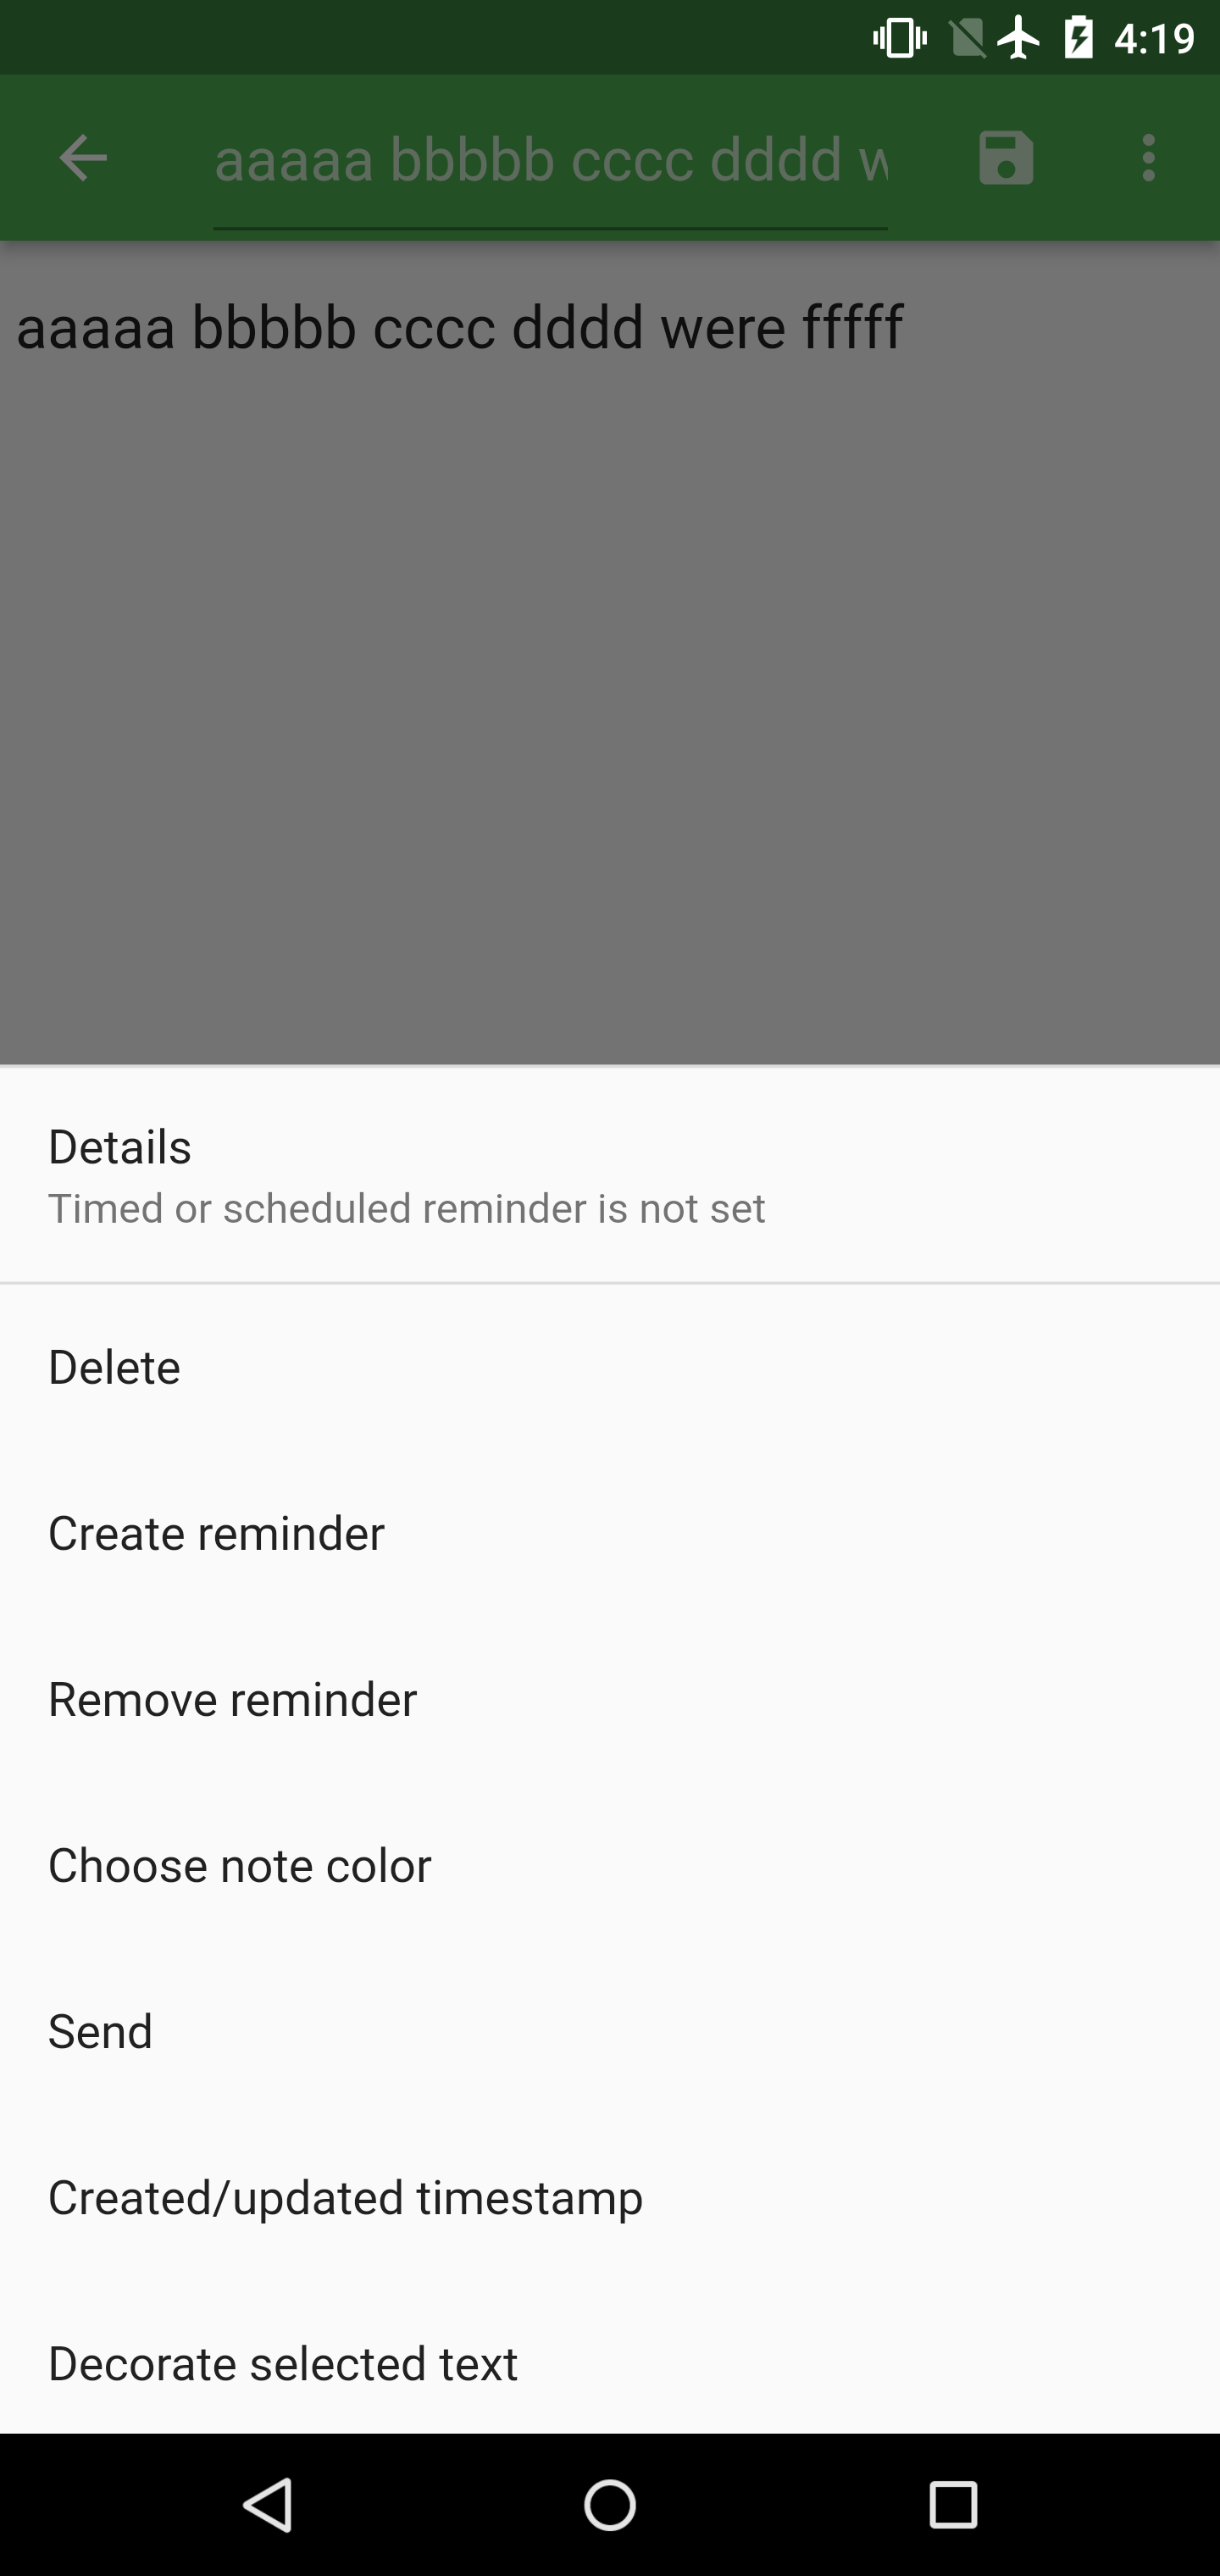 4:19
aaaaa bbbbb cccc dddd w
aaaaa bbbbb cccc dddd were fffff
Details
Timed or scheduled reminder is not set
Delete
Create reminder
Remove reminder
Choose note color
Send
Created/updated timestamp
Decorate selected text